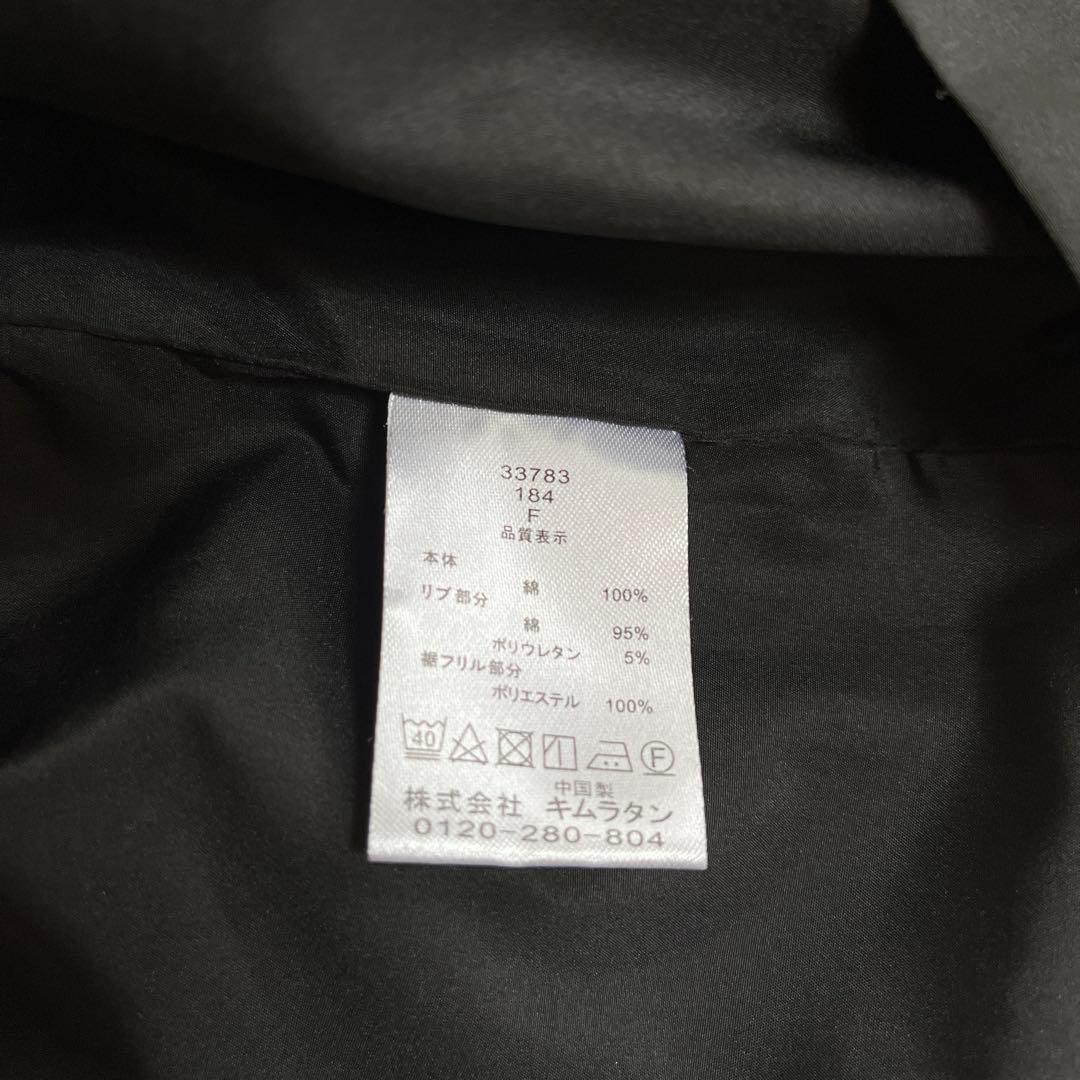 33783
184
F
品質表示
本体
綿 100%
リブ部分
綿 95%
ポリウレタン 5%
裾フリル部分
ポリエステル 100%
40 F
中国製
株式会社 キムラタン
0120-280-804